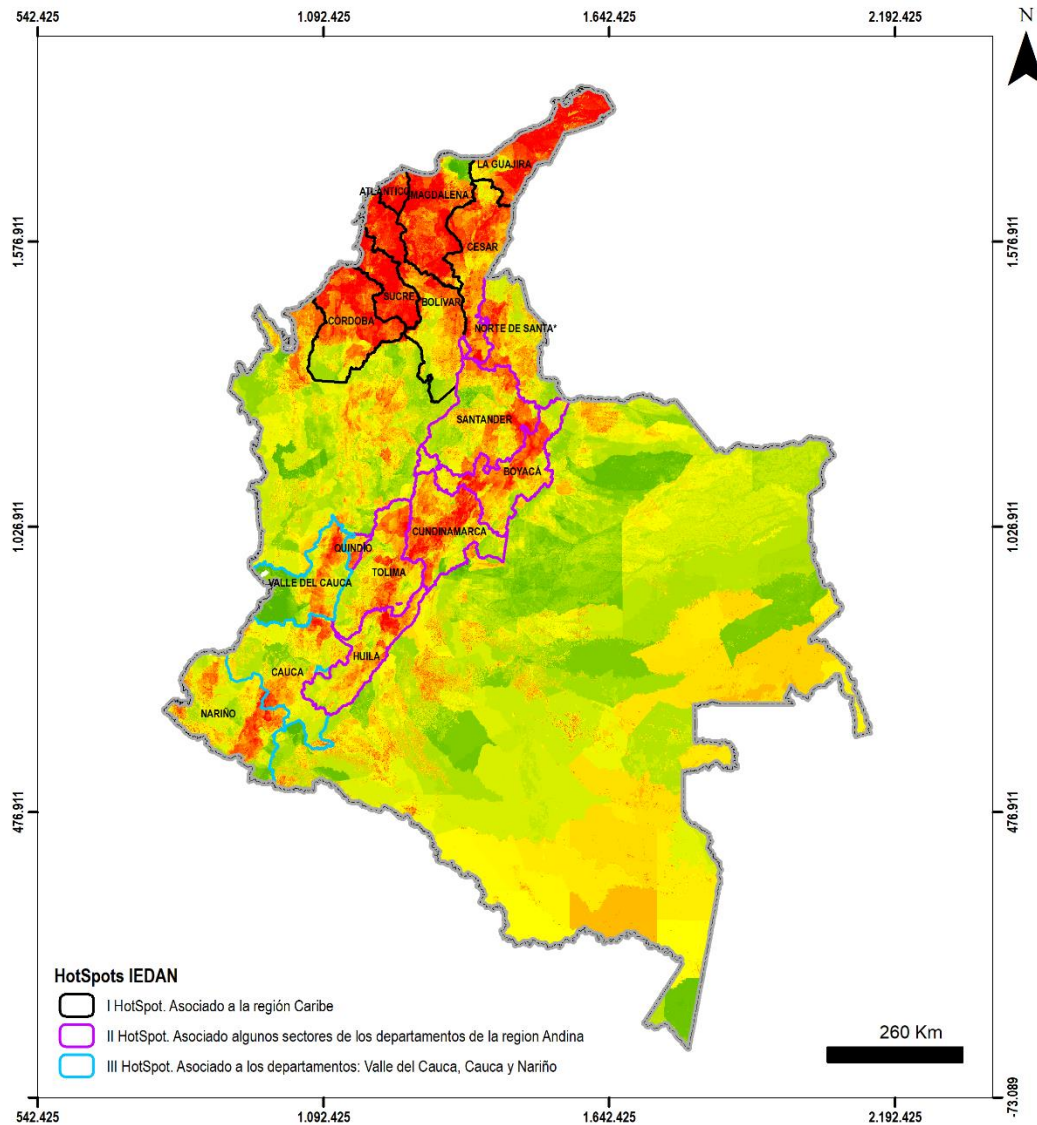 542.425 1.092.425 1.642.425 2.192.425
N
LA GUAJIRA
ATLÁNTICO
MAGDALENA
1.576.911 1.576.911
CESAR
SUCRE
BOLIVAR
CÓRDOBA
NORTE DE SANTA*
SANTANDER
BOYACÁ
1.026.911 1.026.911
CUNDINAMARCA
QUINDÍO
TOLIMA
VALLE DEL CAUCA
HUILA
CAUCA
NARIÑO
476.911 476.911
HotSpots IEDAN
I HotSpot. Asociado a la región Caribe
II HotSpot. Asociado algunos sectores de los departamentos de la region Andina
III HotSpot. Asociado a los departamentos: Valle del Cauca, Cauca y Nariño
260 Km
-73.089 -73.089
542.425 1.092.425 1.642.425 2.192.425